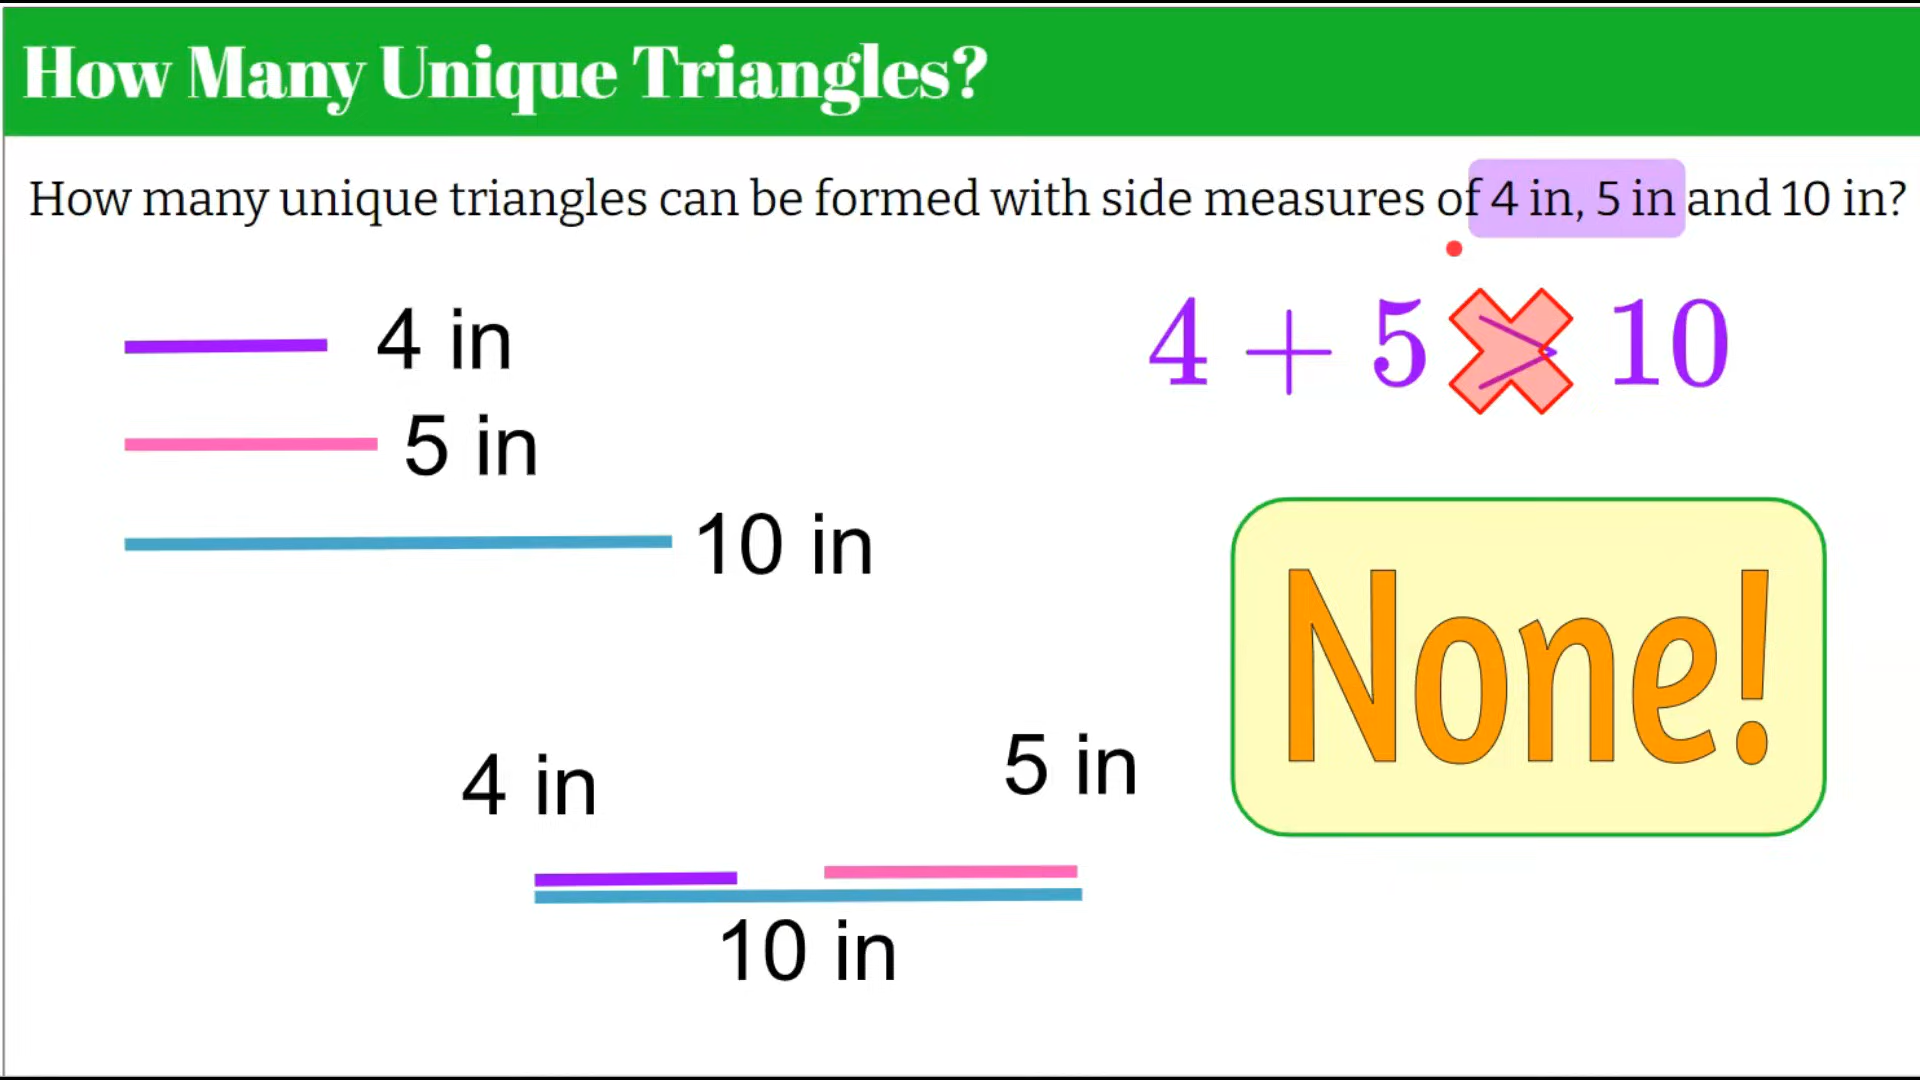 How Many Unique Triangles?
How many unique triangles can be formed with side measures of 4 in, 5 in and 10 in?
4 in
4 + 5 > 10
5 in
10 in
None!
4 in
5 in
10 in